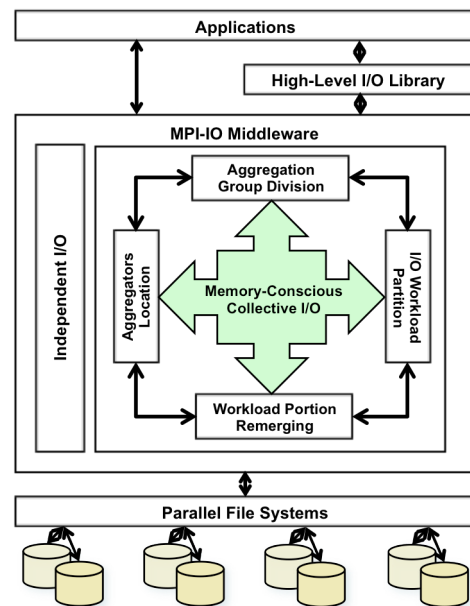 Applications
High-Level I/O Library
MPI-IO Middleware
Independent I/O
Aggregation
Group Division
Aggregators
Location
Memory-Conscious
Collective I/O
I/O Workload
Partition
Workload Portion
Remerging
Parallel File Systems